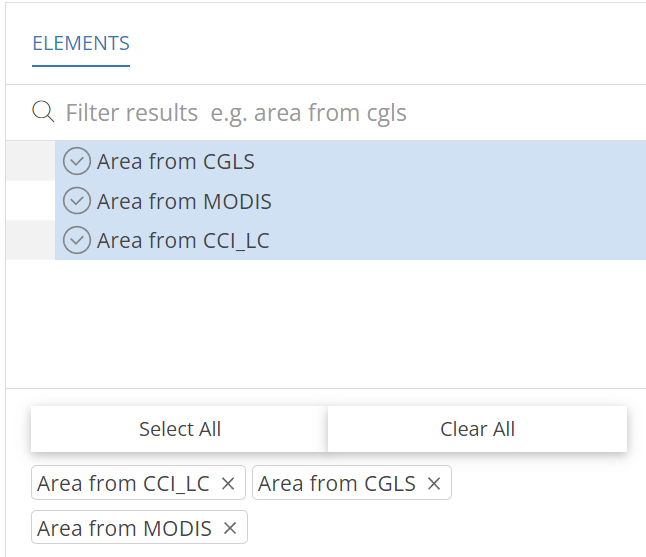 ELEMENTS
Filter results e.g. area from cgls
Area from CGLS
Area from MODIS
Area from CCI_LC
Select All Clear All
Area from CCI_LC × Area from CGLS ×
Area from MODIS ×